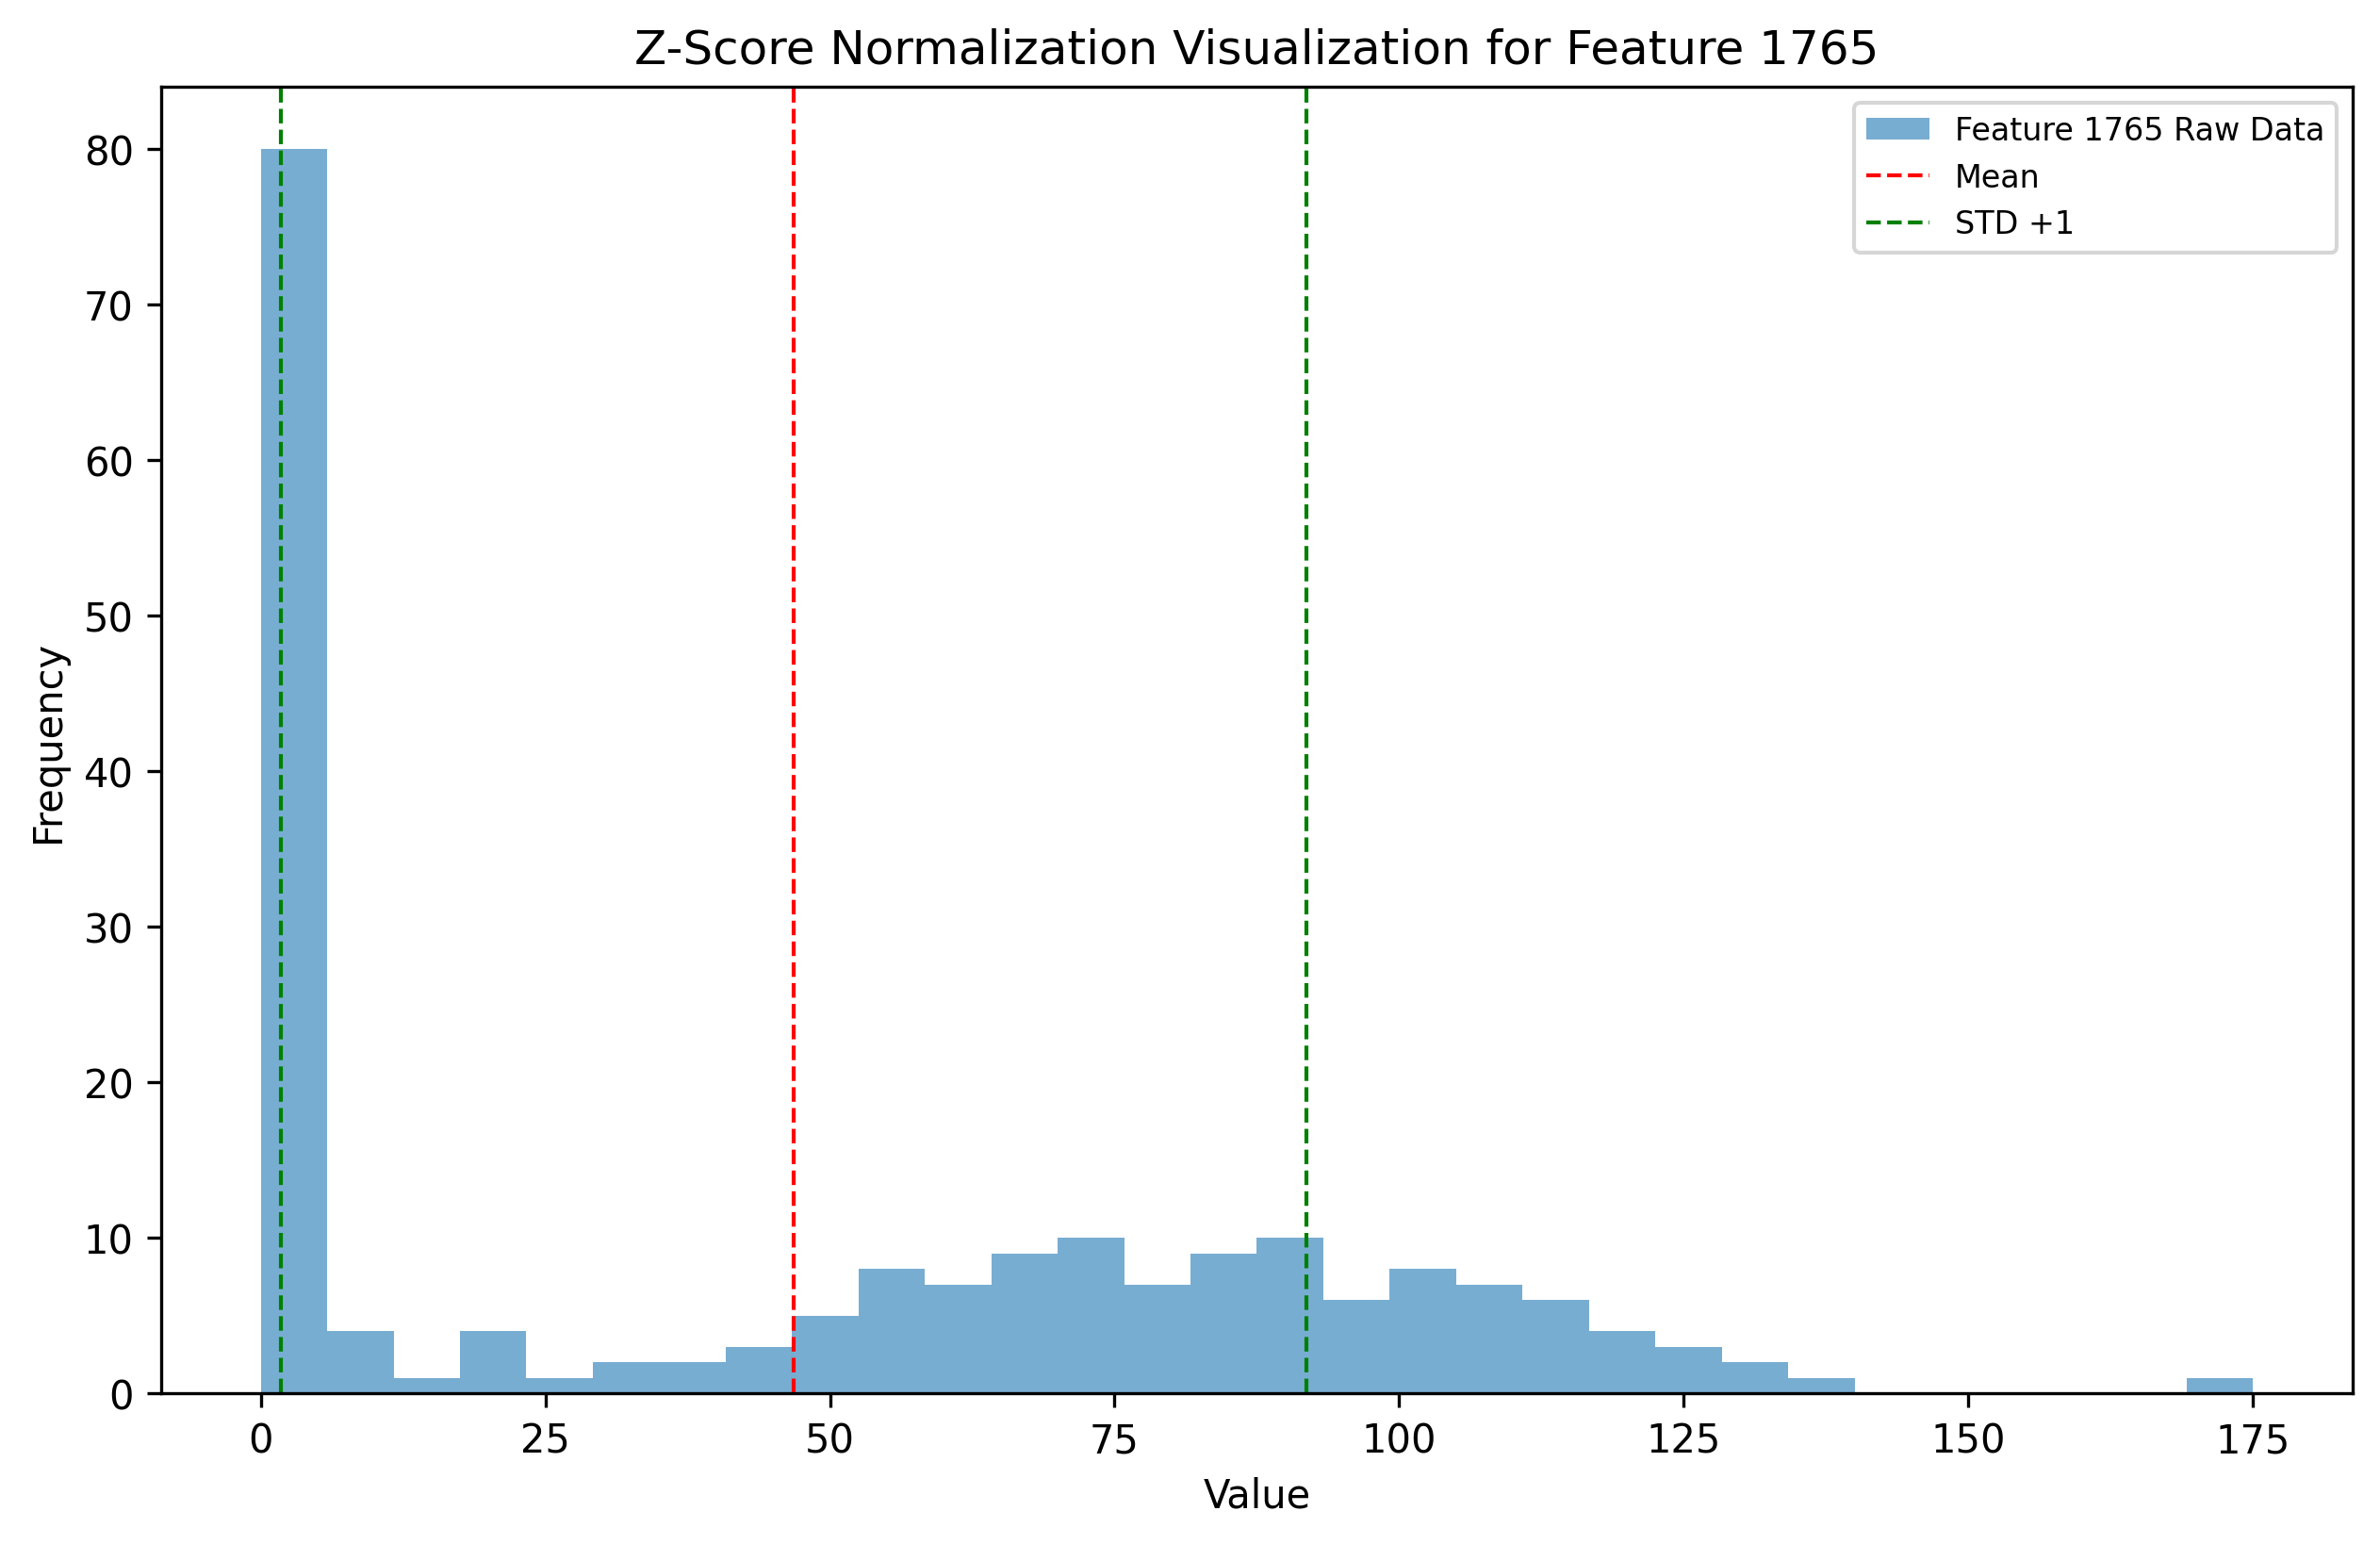 Z-Score Normalization Visualization for Feature 1765
Feature 1765 Raw Data
Mean
STD +1
Frequency
80
70
60
50
40
30
20
10
0
0 25 50 75 100 125 150 175
Value